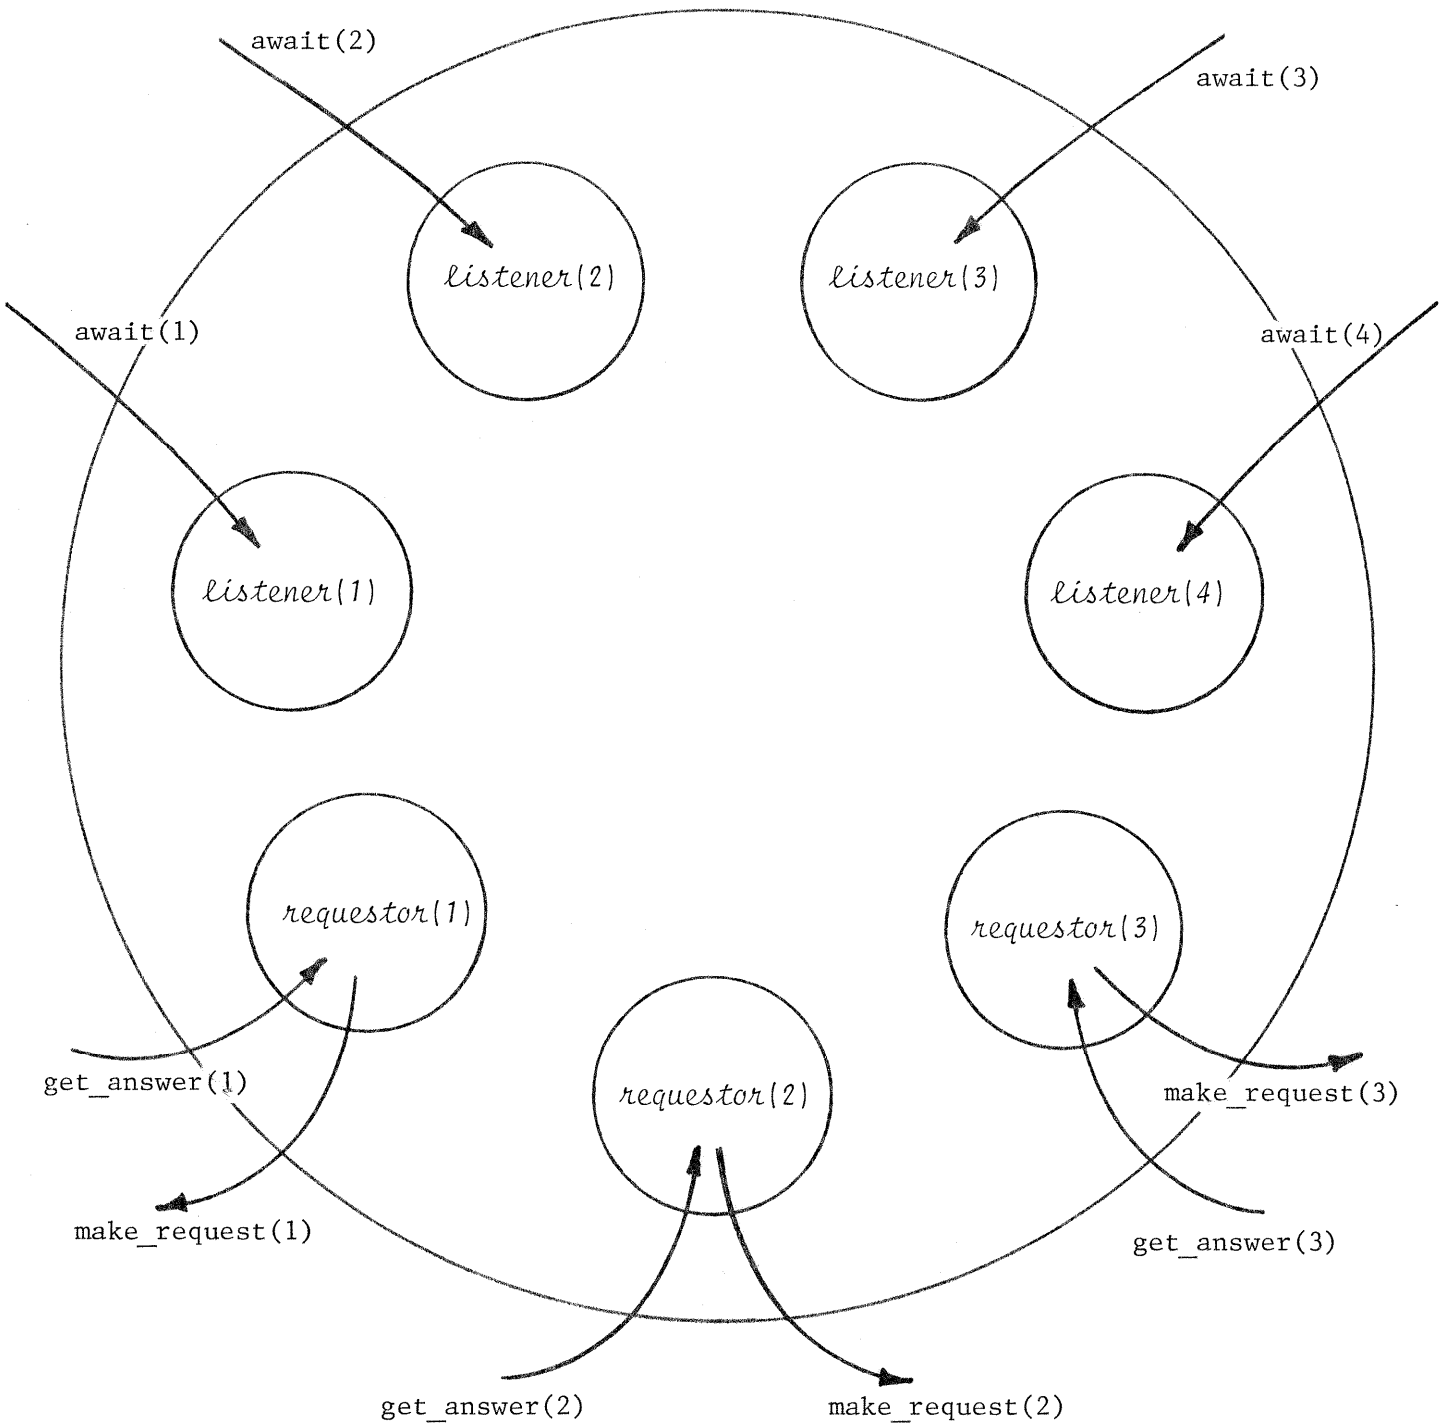 await(2)
await(3)
listener(2)
listener(3)
await(1)
await(4)
listener(1)
listener(4)
requestor(1)
requestor(3)
get_answer(1)
requestor(2)
make_request(3)
make_request(1)
get_answer(3)
get_answer(2)
make_request(2)